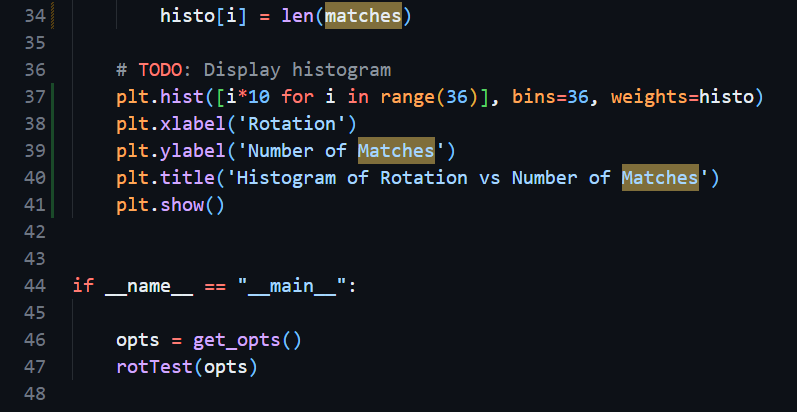 34 histo[i] = len(matches)
35
36 # TODO: Display histogram
37 plt.hist([i*10 for i in range(36)], bins=36, weights=histo)
38 plt.xlabel('Rotation')
39 plt.ylabel('Number of Matches')
40 plt.title('Histogram of Rotation vs Number of Matches')
41 plt.show()
42
43
44 if __name__ == "__main__":
45
46 opts = get_opts()
47 rotTest(opts)
48